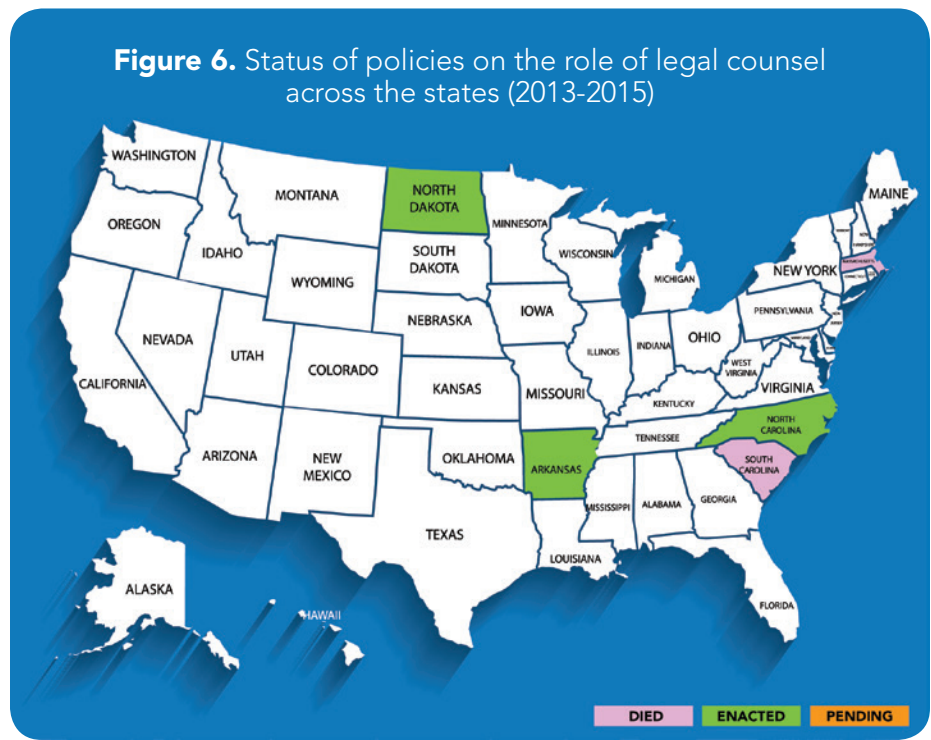 Figure 6. Status of policies on the role of legal counsel
across the states (2013-2015)
WASHINGTON
MONTANA
NORTH
DAKOTA
MINNESOTA
MAINE
OREGON
IDAHO
SOUTH
DAKOTA
WISCONSIN
MICHIGAN
NEW YORK
MASSACHUSETTS
WYOMING
NEBRASKA
IOWA
PENNSYLVANIA
NEW
JERSEY
NEVADA
UTAH
COLORADO
KANSAS
MISSOURI
ILLINOIS
INDIANA
OHIO
WEST
VIRGINIA
VIRGINIA
CALIFORNIA
KENTUCKY
NORTH
CAROLINA
TENNESSEE
ARIZONA
NEW
MEXICO
OKLAHOMA
ARKANSAS
SOUTH
CAROLINA
MISSISSIPPI
ALABAMA
GEORGIA
TEXAS
LOUISIANA
ALASKA
HAWAII
FLORIDA
DIED
ENACTED
PENDING